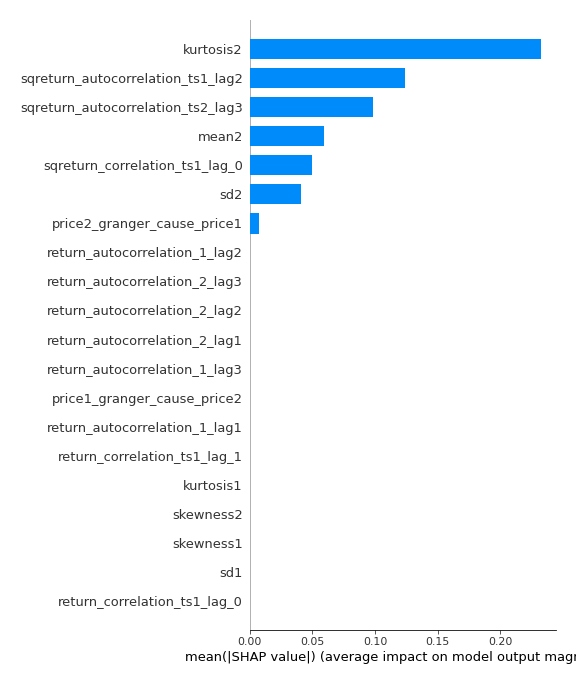 kurtosis2
sqreturn_autocorrelation_ts1_lag2
sqreturn_autocorrelation_ts2_lag3
mean2
sqreturn_correlation_ts1_lag_0
sd2
price2_granger_cause_price1
return_autocorrelation_1_lag2
return_autocorrelation_2_lag3
return_autocorrelation_2_lag2
return_autocorrelation_2_lag1
return_autocorrelation_1_lag3
price1_granger_cause_price2
return_autocorrelation_1_lag1
return_correlation_ts1_lag_1
kurtosis1
skewness2
skewness1
sd1
return_correlation_ts1_lag_0
0.00 0.05 0.10 0.15 0.20
mean(|SHAP value|) (average impact on model output magn